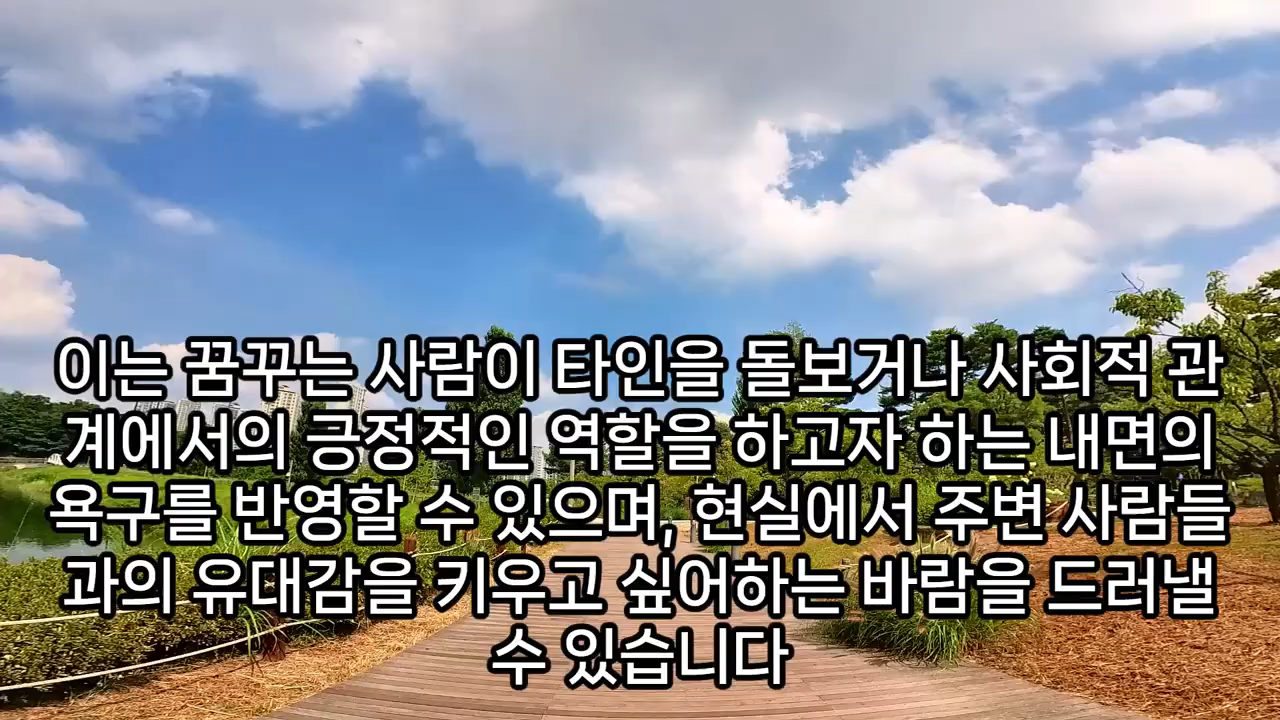 이는 꿈꾸는 사람이 타인을 돌보거나 사회적 관
계에서의 긍정적인 역할을 하고자 하는 내면의
욕구를 반영할 수 있으며, 현실에서 주변 사람들
과의 유대감을 키우고 싶어하는 바람을 드러낼
수 있습니다